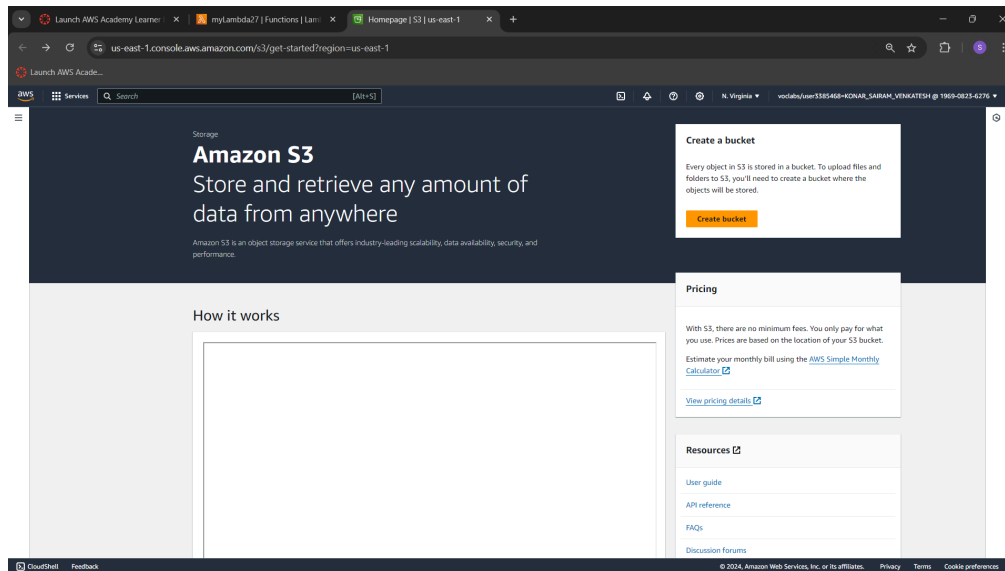 Launch AWS Academy Learner
myLambda27 | Functions | Lam
Homepage | S3 | us-east-1
us-east-1.console.aws.amazon.com/s3/get-started?region=us-east-1
S
Launch AWS Acade...
aws
Services
Search
[Alt+S]
N. Virginia
voclabs/user3385468=KONAR_SAIRAM_VENKATESH @ 1969-0823-6276
Storage
Amazon S3
Store and retrieve any amount of
data from anywhere
Amazon S3 is an object storage service that offers industry-leading scalability, data availability, security, and
performance.
Create a bucket
Every object in S3 is stored in a bucket. To upload files and
folders to S3, you'll need to create a bucket where the
objects will be stored.
Create bucket
How it works
Pricing
With S3, there are no minimum fees. You only pay for what
you use. Prices are based on the location of your S3 bucket.
Estimate your monthly bill using the AWS Simple Monthly
Calculator
View pricing details
Resources
User guide
API reference
FAQs
Discussion forums
CloudShell
Feedback
© 2024, Amazon Web Services, Inc. or its affiliates.
Privacy
Terms
Cookie preferences